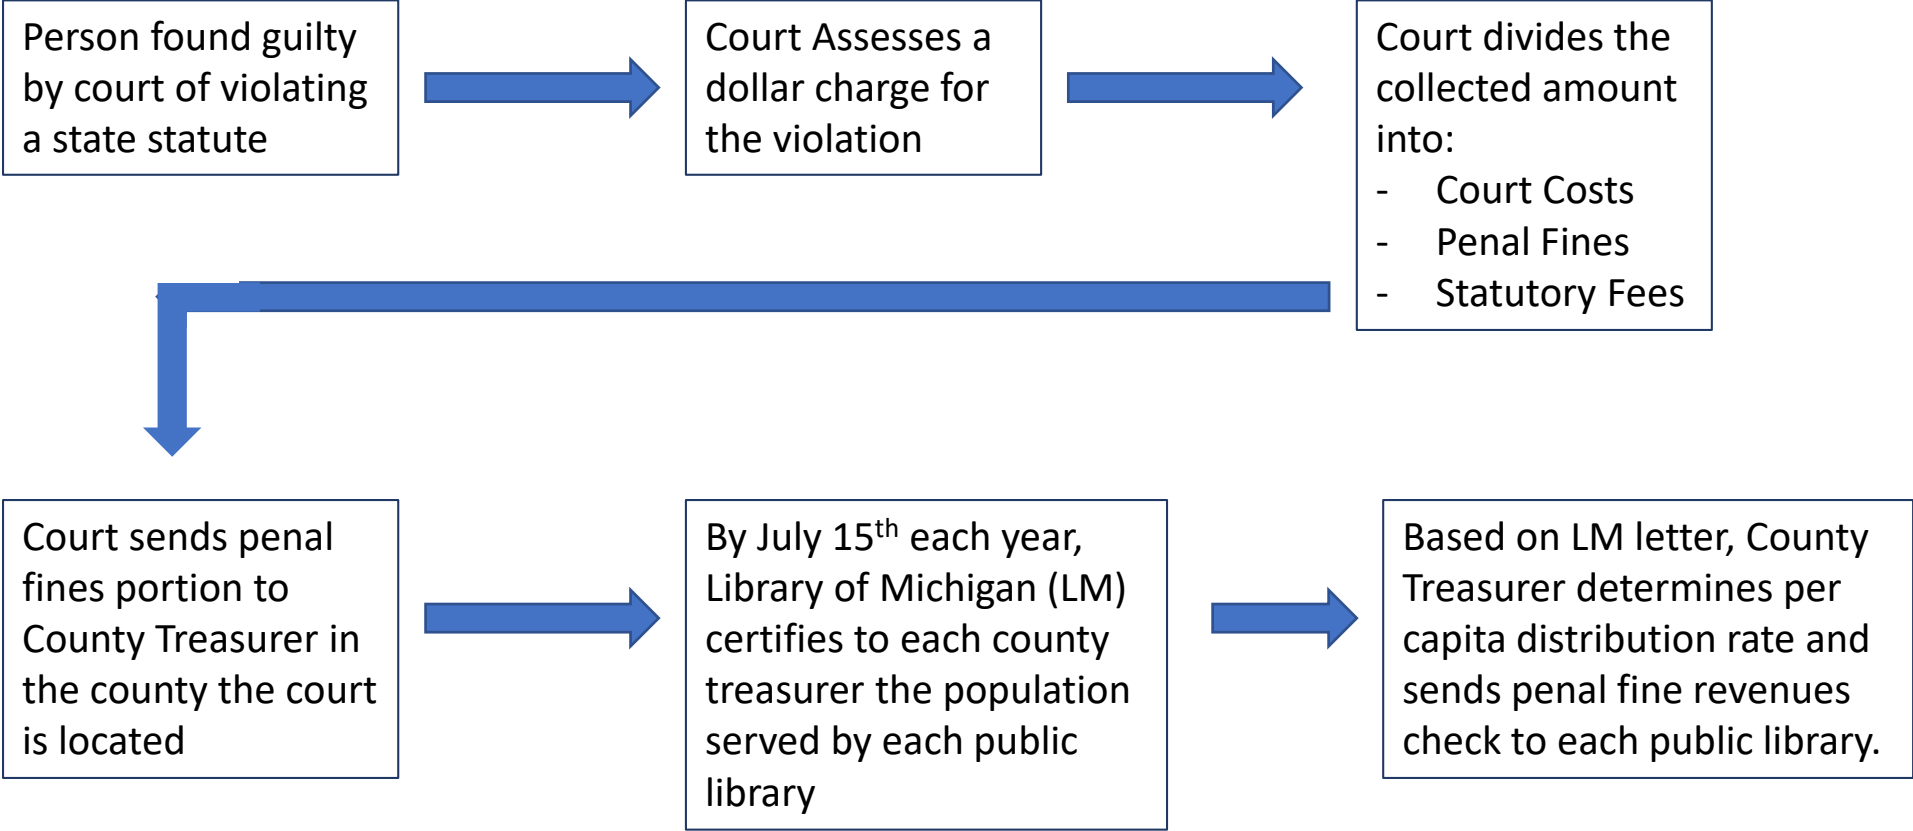 Person found guilty
by court of violating
a state statute
Court Assesses a
dollar charge for
the violation
Court divides the
collected amount
into:
- Court Costs
- Penal Fines
- Statutory Fees
Court sends penal
fines portion to
County Treasurer in
the county the court
is located
By July 15th each year,
Library of Michigan (LM)
certifies to each county
treasurer the population
served by each public
library
Based on LM letter, County
Treasurer determines per
capita distribution rate and
sends penal fine revenues
check to each public library.